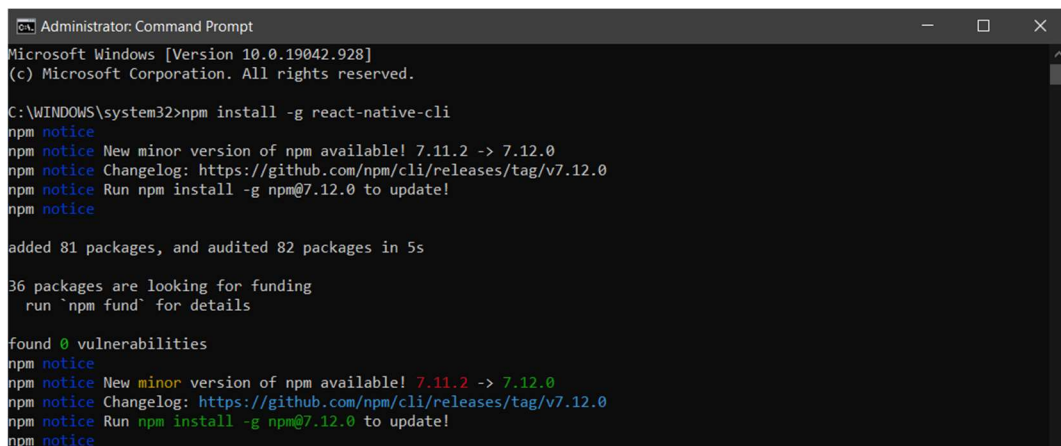 Administrator: Command Prompt
Microsoft Windows [Version 10.0.19042.928]
(c) Microsoft Corporation. All rights reserved.
C:\WINDOWS\system32>npm install -g react-native-cli
npm notice
npm notice New minor version of npm available! 7.11.2 -> 7.12.0
npm notice Changelog: https://github.com/npm/cli/releases/tag/v7.12.0
npm notice Run npm install -g npm@7.12.0 to update!
npm notice
added 81 packages, and audited 82 packages in 5s
36 packages are looking for funding
  run `npm fund` for details
found 0 vulnerabilities
npm notice
npm notice New minor version of npm available! 7.11.2 -> 7.12.0
npm notice Changelog: https://github.com/npm/cli/releases/tag/v7.12.0
npm notice Run npm install -g npm@7.12.0 to update!
npm notice